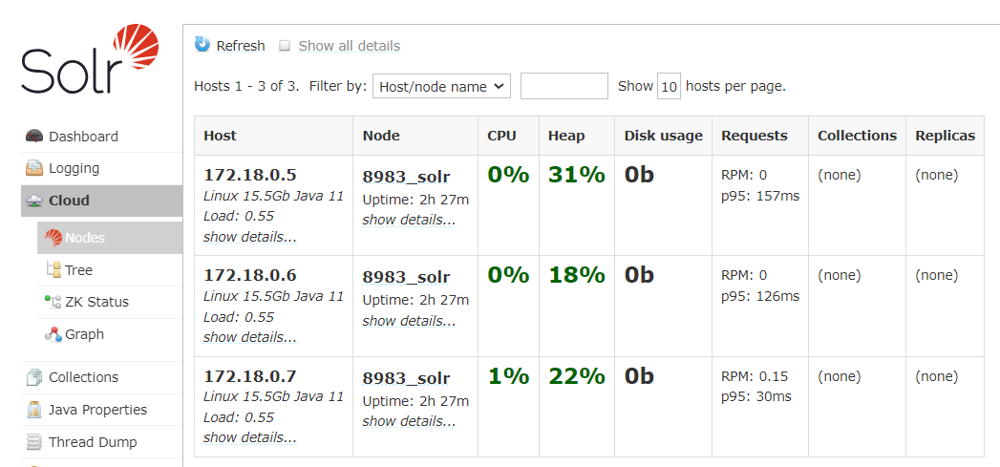 Solr
Refresh Show all details
Hosts 1 - 3 of 3. Filter by: Host/node name Show 10 hosts per page.
Dashboard
Logging
Cloud
Nodes
Tree
ZK Status
Graph
Collections
Java Properties
Thread Dump
Host Node CPU Heap Disk usage Requests Collections Replicas
172.18.0.5 8983_solr 0% 31% 0b RPM: 0 (none) (none)
Linux 15.5Gb Java 11 Uptime: 2h 27m p95: 157ms
Load: 0.55 show details...
show details...
172.18.0.6 8983_solr 0% 18% 0b RPM: 0 (none) (none)
Linux 15.5Gb Java 11 Uptime: 2h 27m p95: 126ms
Load: 0.55 show details...
show details...
172.18.0.7 8983_solr 1% 22% 0b RPM: 0.15 (none) (none)
Linux 15.5Gb Java 11 Uptime: 2h 27m p95: 30ms
Load: 0.55 show details...
show details...